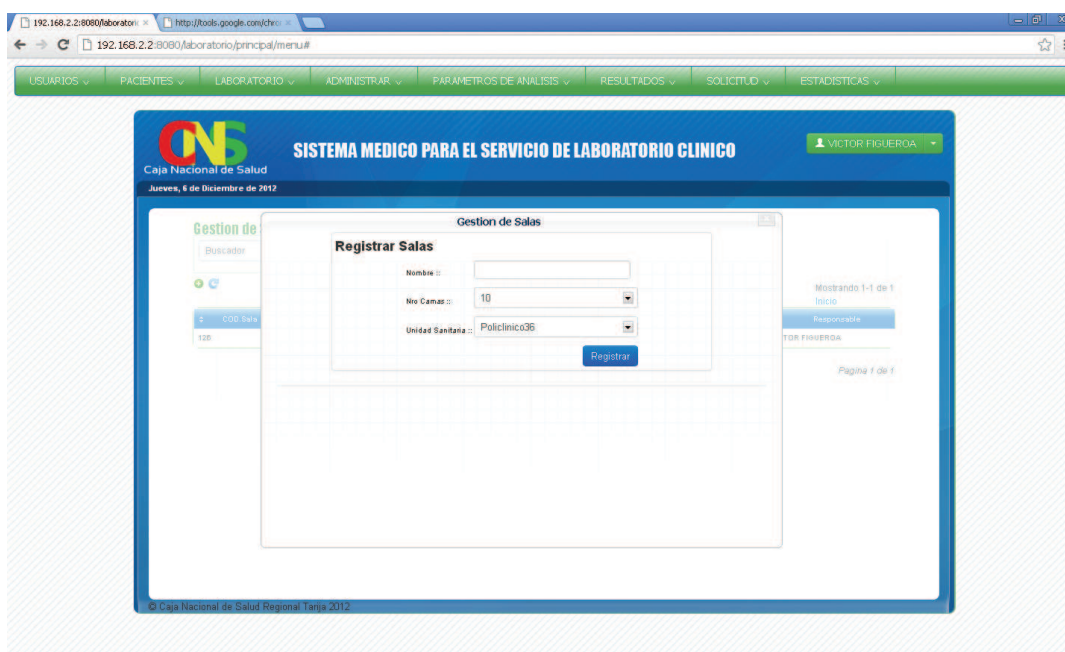 192.168.2.2:8080/laboratori
http://tools.google.com/chro
192.168.2.2:8080/laboratorio/principal/menu#
USUARIOS PACIENTES LABORATORIO ADMINISTRAR PARAMETROS DE ANALISIS RESULTADOS SOLICITUD ESTADISTICAS
CNS
Caja Nacional de Salud
SISTEMA MEDICO PARA EL SERVICIO DE LABORATORIO CLINICO
VICTOR FIGUEROA
Jueves, 6 de Diciembre de 2012
Gestion de
Gestion de Salas
Buscador
Registrar Salas
Nombre ::
Nro Camas :: 10
Unidad Sanitaria :: Policlinico36
Registrar
Mostrando 1-1 de 1
Inicio
COD Sala Responsable
TOR FIGUEROA
Pagina 1 de 1
© Caja Nacional de Salud Regional Tarija 2012